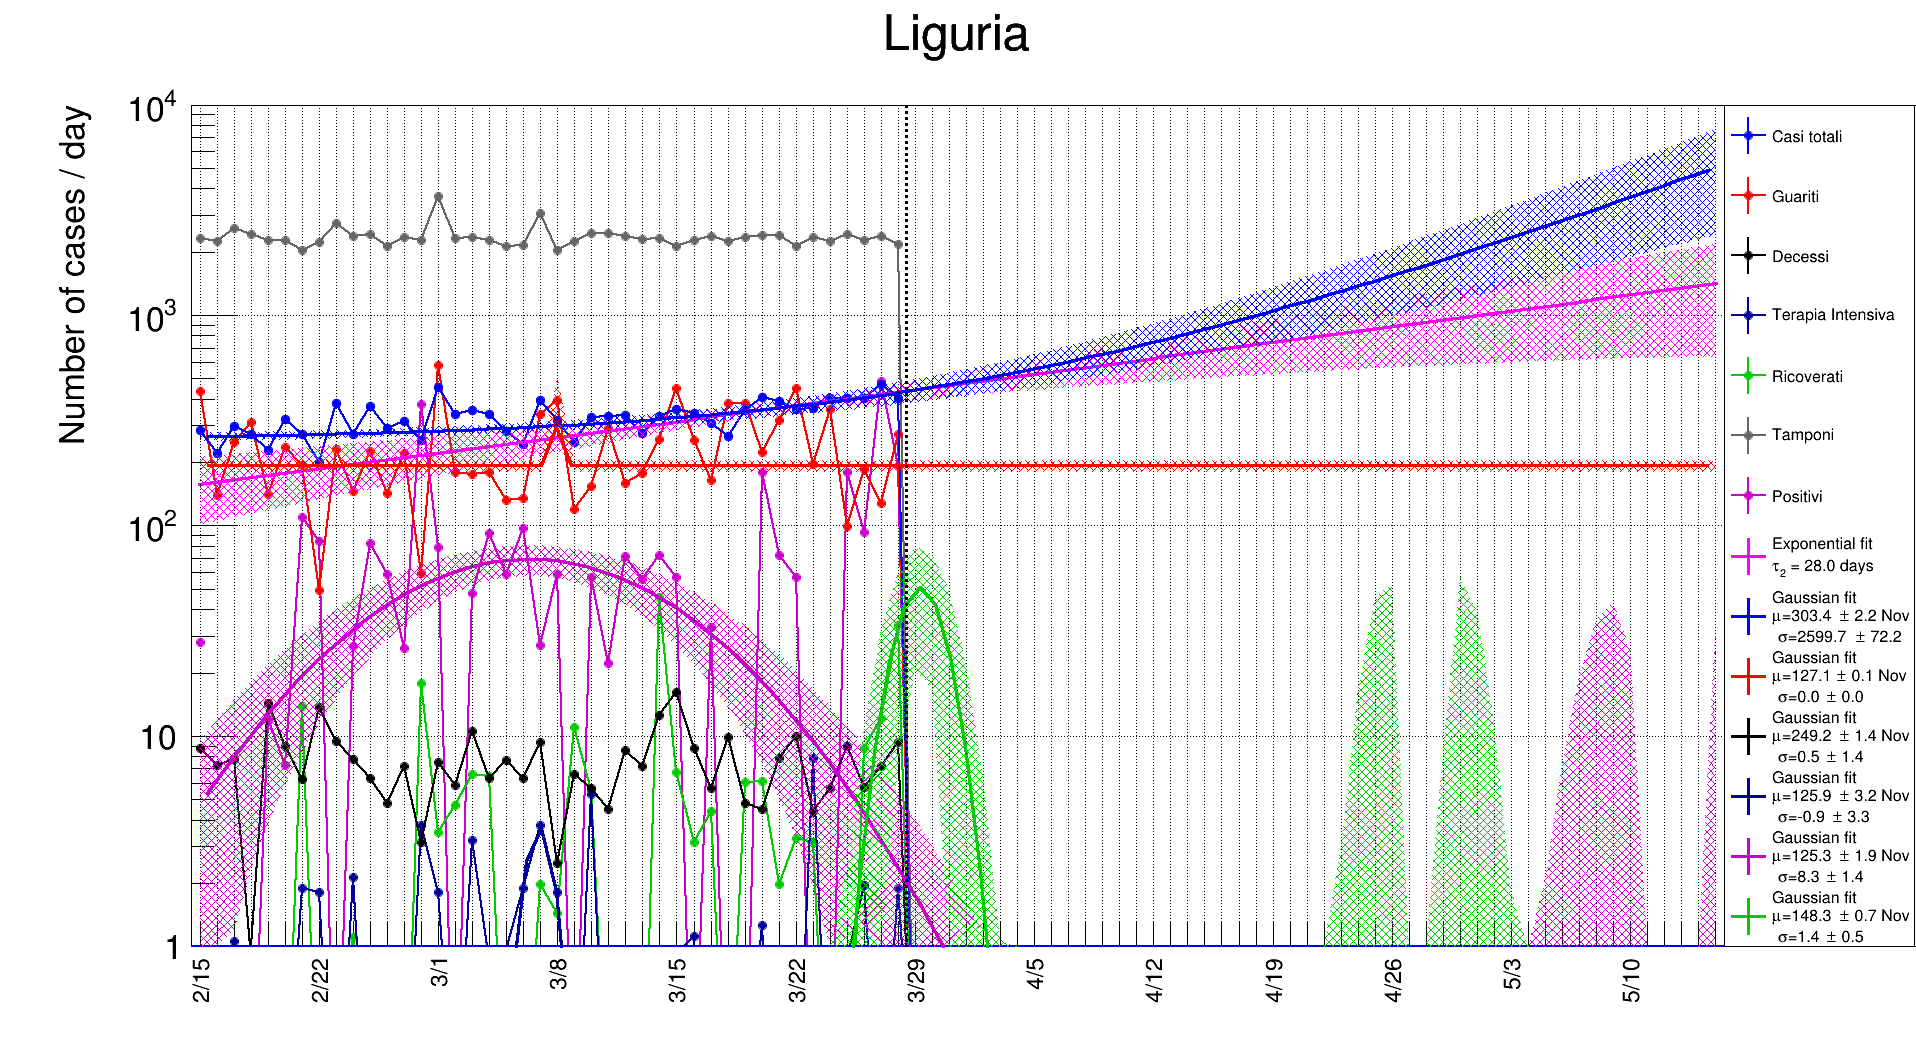 Liguria
Number of cases / day
10^4
10^3
10^2
10
1
2/15
2/22
3/1
3/8
3/15
3/22
3/29
4/5
4/12
4/19
4/26
5/3
5/10
Casi totali
Guariti
Decessi
Terapia Intensiva
Ricoverati
Tamponi
Positivi
Exponential fit
τ_2 = 28.0 days
Gaussian fit
μ=303.4 ± 2.2 Nov
σ=2599.7 ± 72.2
Gaussian fit
μ=127.1 ± 0.1 Nov
σ=0.0 ± 0.0
Gaussian fit
μ=249.2 ± 1.4 Nov
σ=0.5 ± 1.4
Gaussian fit
μ=125.9 ± 3.2 Nov
σ=-0.9 ± 3.3
Gaussian fit
μ=125.3 ± 1.9 Nov
σ=8.3 ± 1.4
Gaussian fit
μ=148.3 ± 0.7 Nov
σ=1.4 ± 0.5